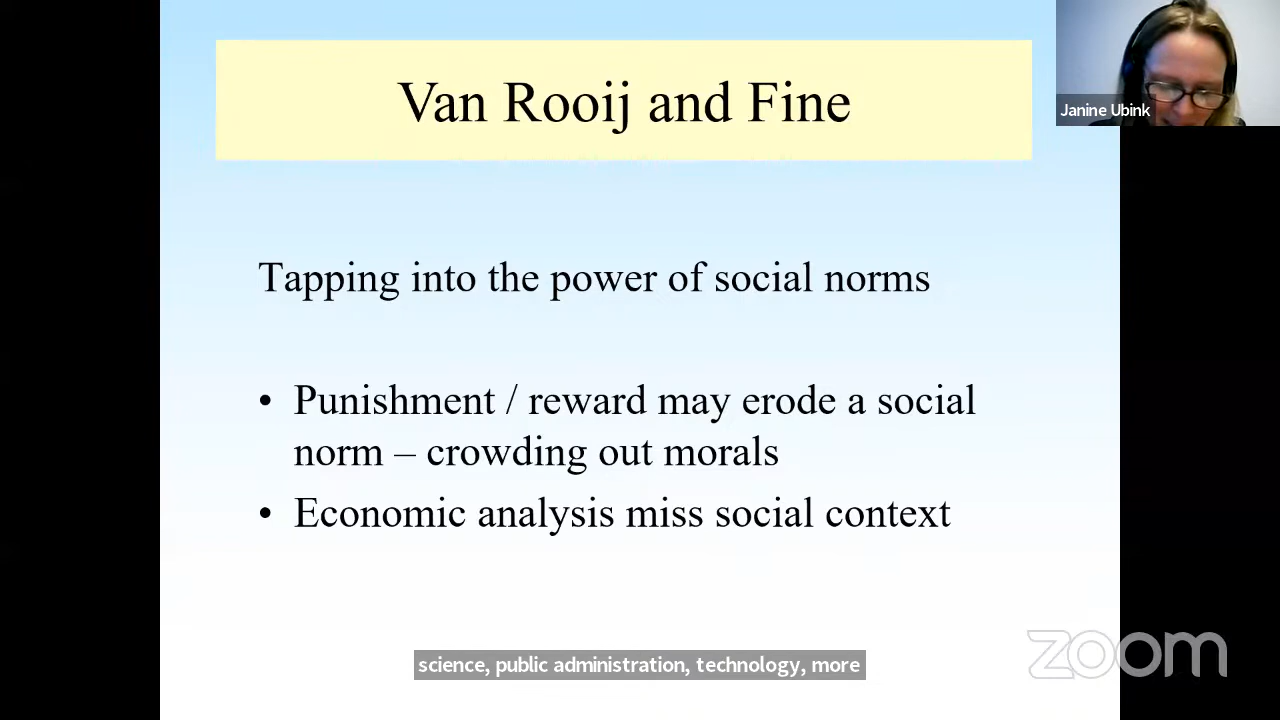 Van Rooij and Fine
Janine Ubink
Tapping into the power of social norms
• Punishment / reward may erode a social
norm – crowding out morals
• Economic analysis miss social context
science, public administration, technology, more
zoom